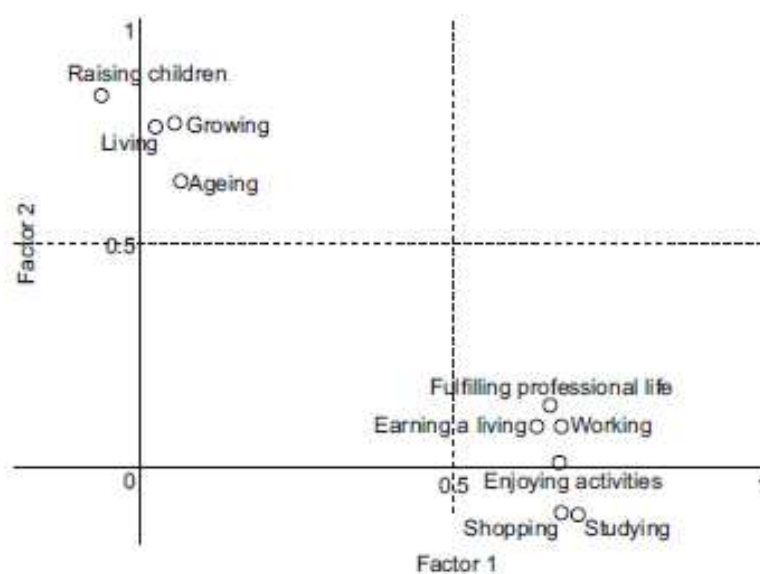 1
Raising children
Growing
Living
Ageing
Factor 2
0.5
Fulfilling professional life
Earning a living
Working
0
0.5
Enjoying activities
Shopping
Studying
Factor 1